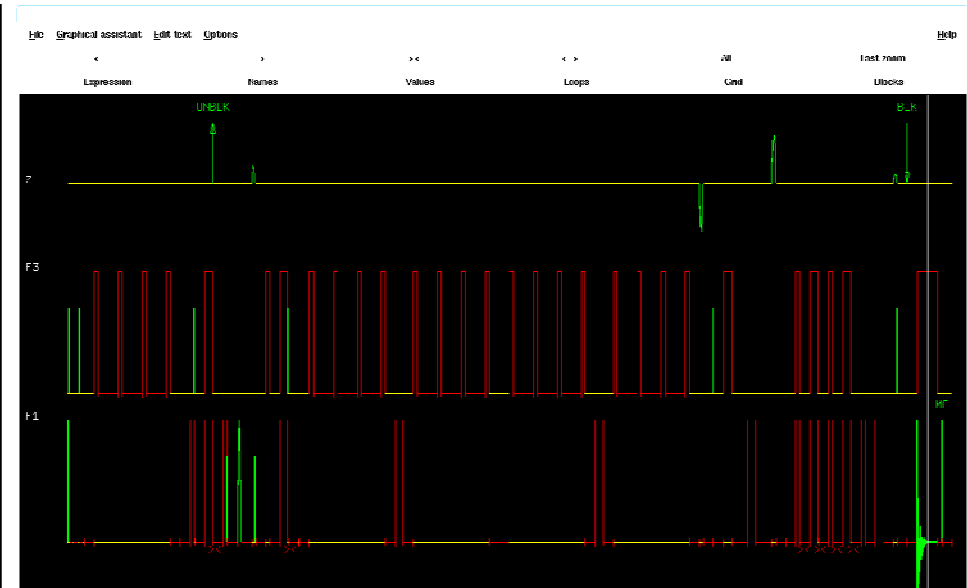 File Graphical assistant Edit text Options Help
< > >< < > All Last zoom
Expression Names Values Loops Grid Blocks
UNBLK BLK
Z
F3
F1